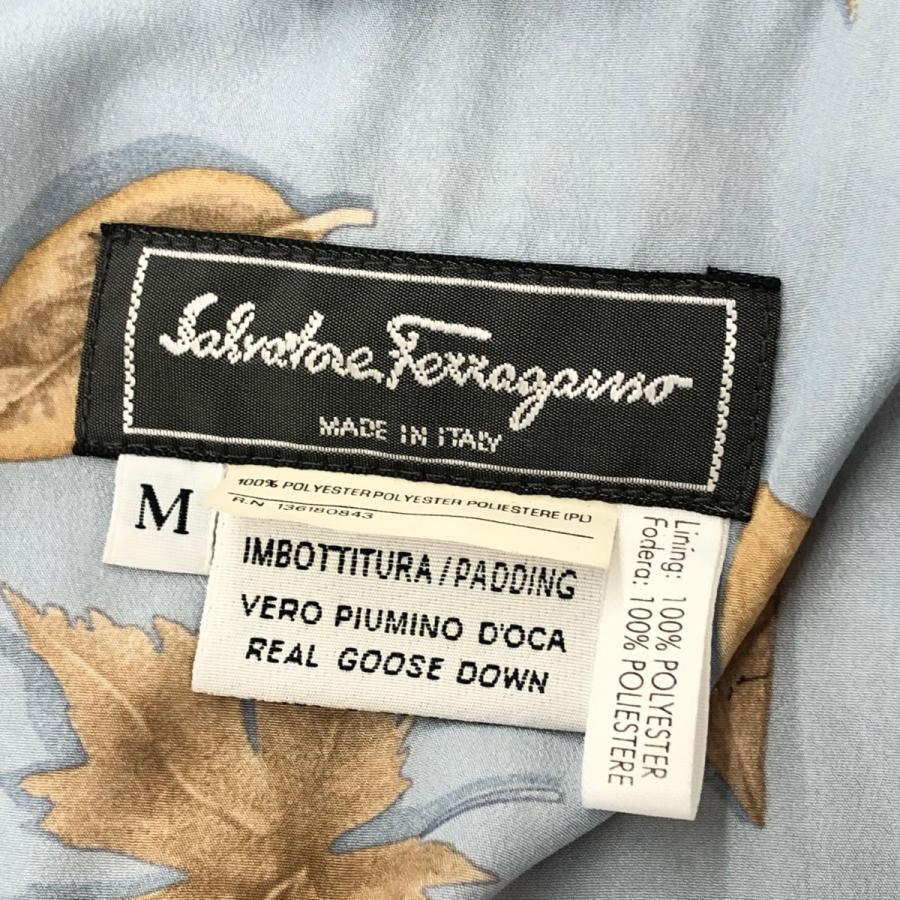 Salvatore Ferragamo
MADE IN ITALY
M
100% POLYESTER POLYESTER POLIESTERE (PL)
R.N 136180843
IMBOTTITURA/PADDING
VERO PIUMINO D'OCA
REAL GOOSE DOWN
Lining: 100% POLYESTER
Fodera: 100% POLIESTERE